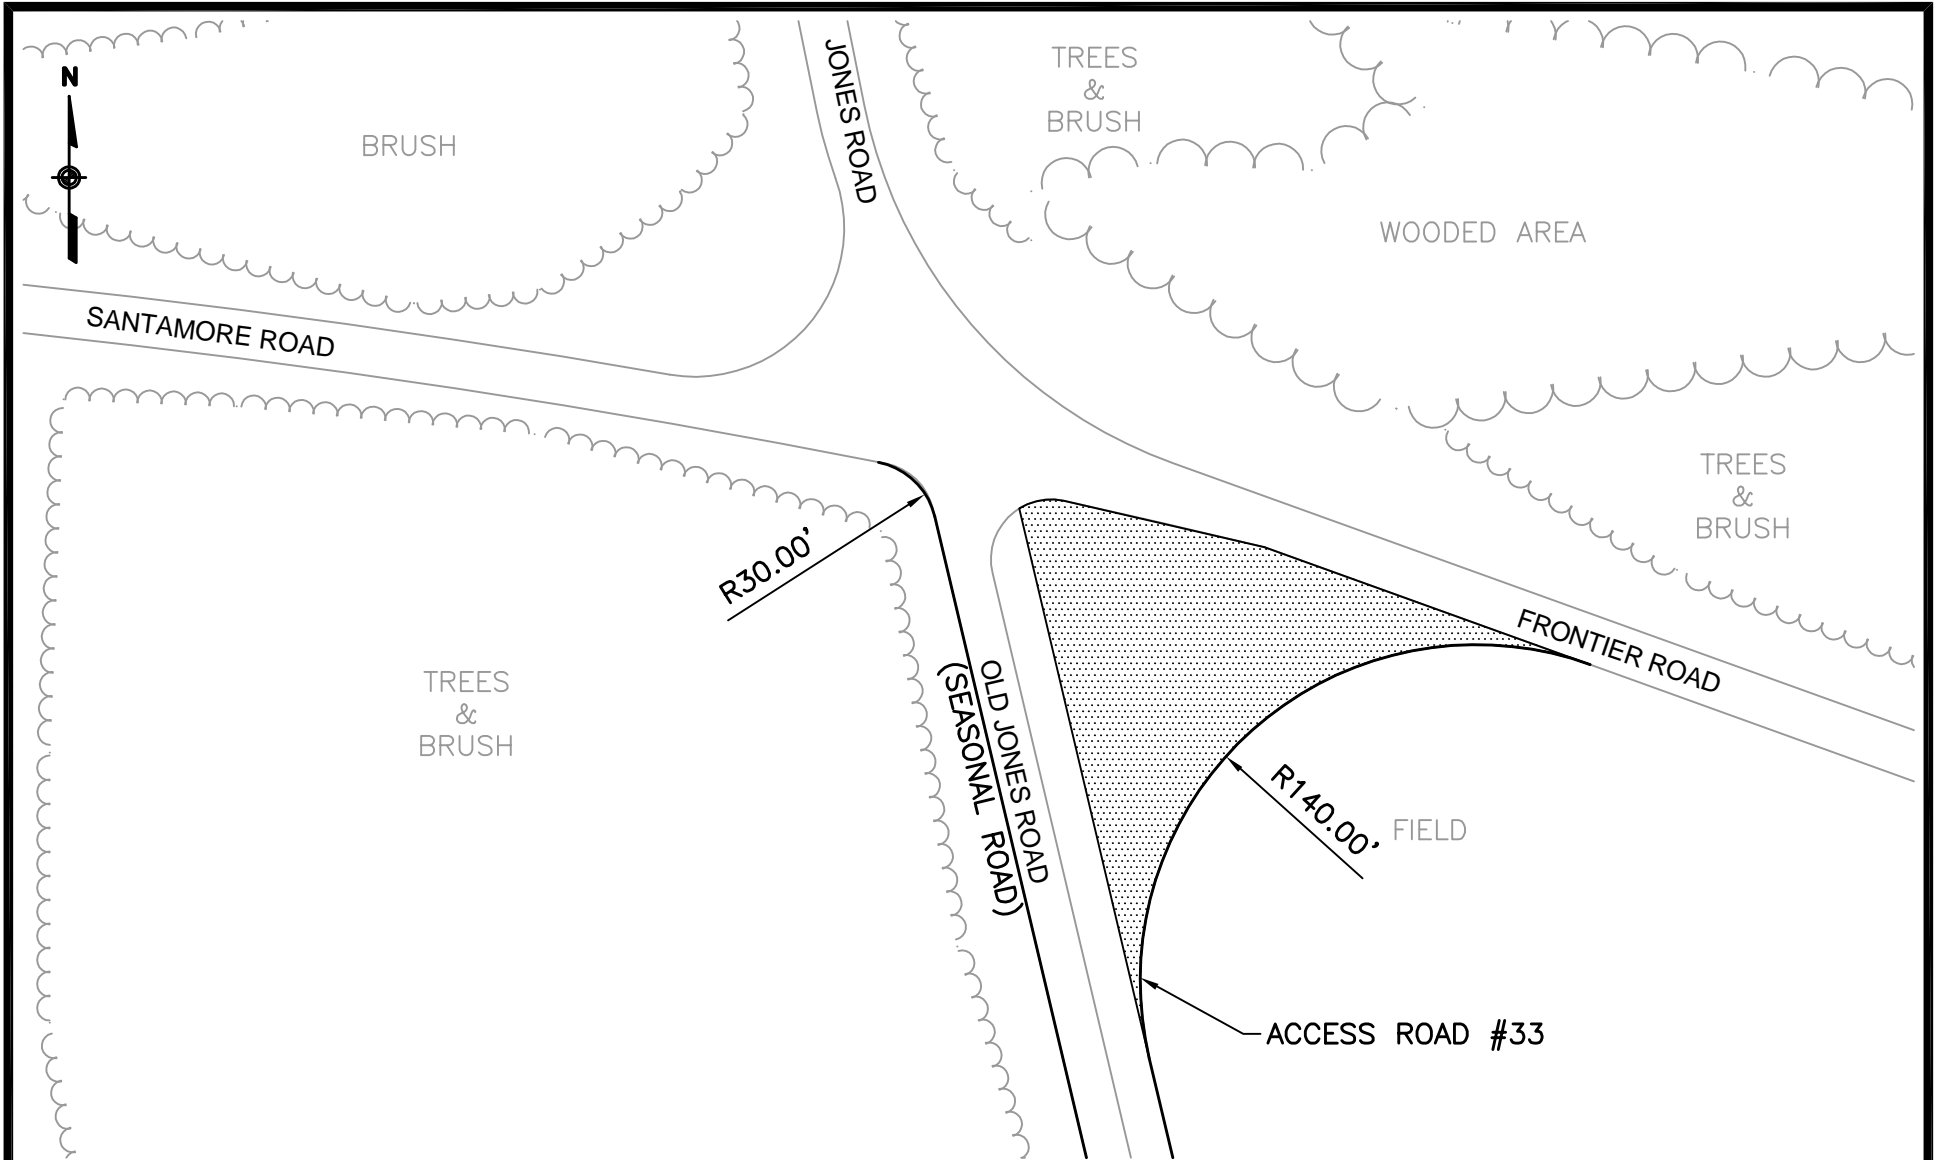 N
BRUSH
JONES ROAD
TREES
&
BRUSH
WOODED AREA
SANTAMORE ROAD
TREES
&
BRUSH
R30.00'
FRONTIER ROAD
TREES
&
BRUSH
OLD JONES ROAD
(SEASONAL ROAD)
R140.00'
FIELD
ACCESS ROAD #33